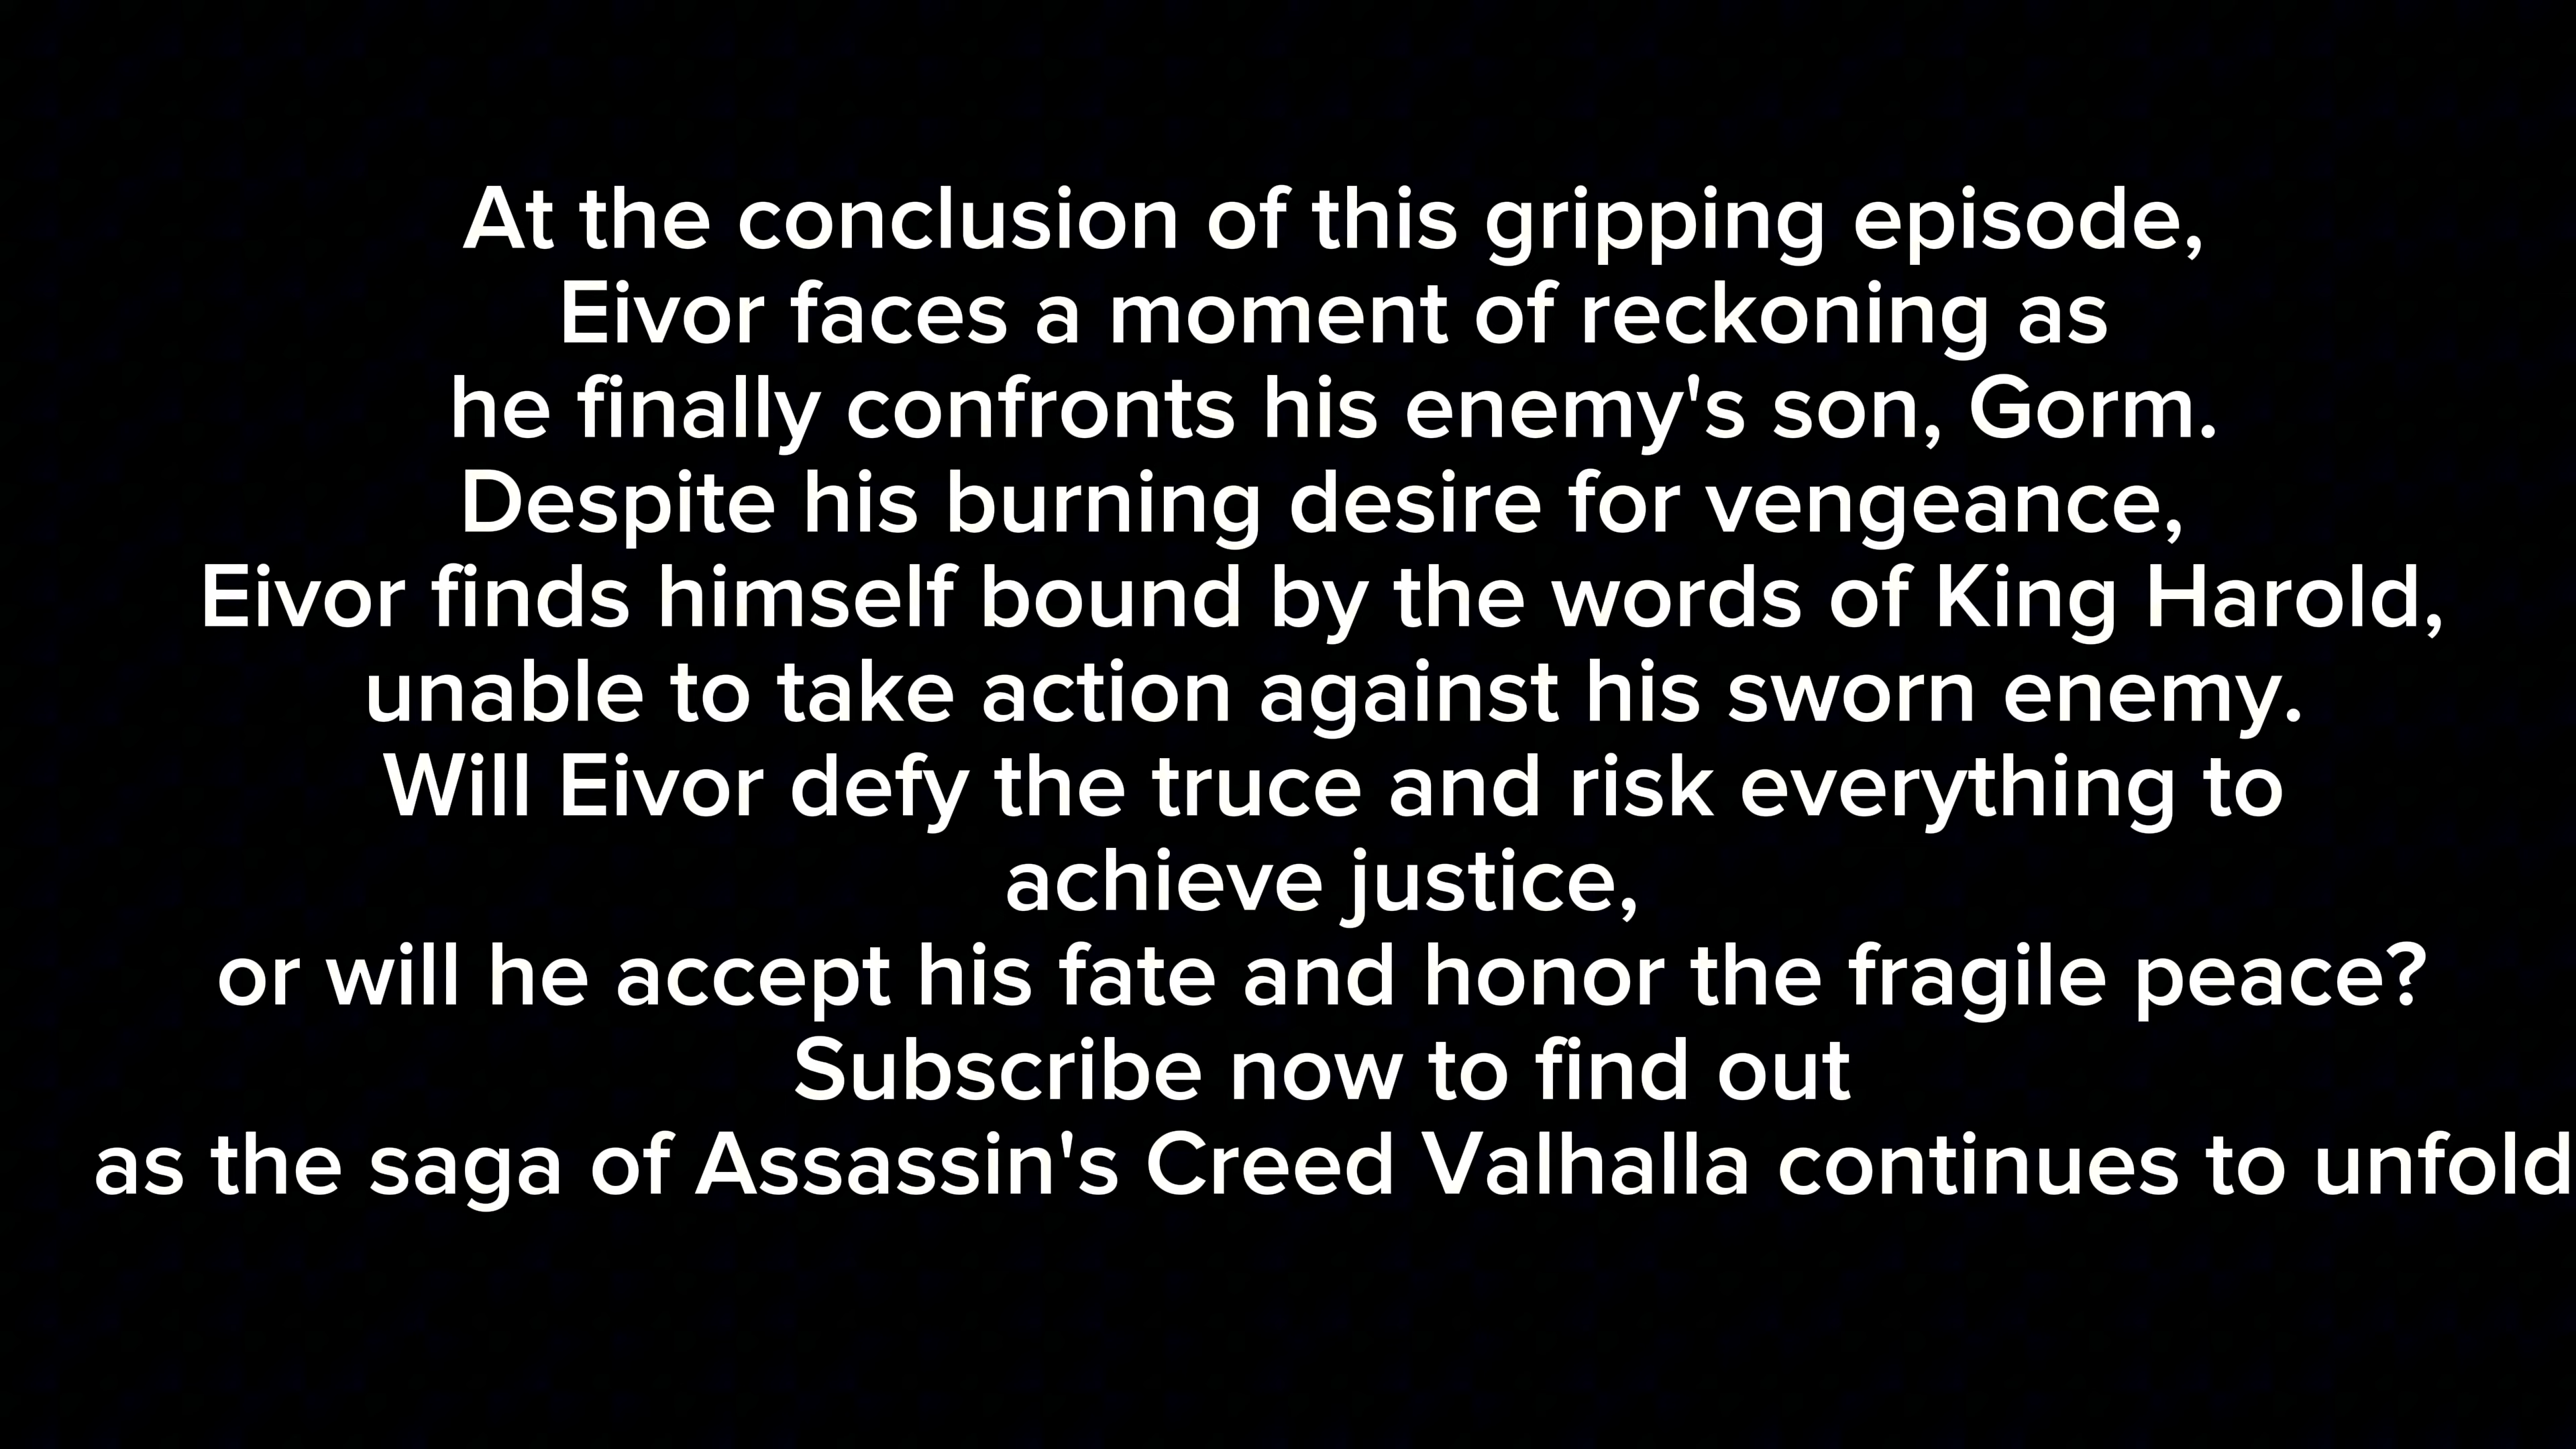 At the conclusion of this gripping episode,
Eivor faces a moment of reckoning as
he finally confronts his enemy's son, Gorm.
Despite his burning desire for vengeance,
Eivor finds himself bound by the words of King Harold,
unable to take action against his sworn enemy.
Will Eivor defy the truce and risk everything to
achieve justice,
or will he accept his fate and honor the fragile peace?
Subscribe now to find out
as the saga of Assassin's Creed Valhalla continues to unfold